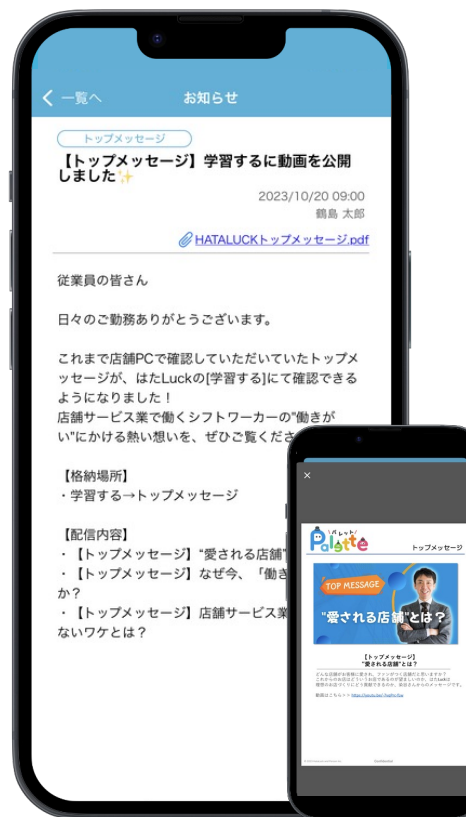 一覧へ
お知らせ
トップメッセージ
【トップメッセージ】学習するに動画を公開
しました✨
2023/10/20 09:00
鶴島 太郎
HATALUCKトップメッセージ.pdf
従業員の皆さん
日々のご勤務ありがとうございます。
これまで店舗PCで確認していただいていたトップメ
ッセージが、はたLuckの[学習する]にて確認できる
ようになりました！
店舗サービス業で働くシフトワーカーの"働きが
い"にかける熱い想いを、ぜひご覧くださ
【格納場所】
・学習する→トップメッセージ
【配信内容】
・【トップメッセージ】"愛される店舗"
・【トップメッセージ】なぜ今、「働き
か？
・【トップメッセージ】店舗サービス業
ないワケとは？
パレット
Palette
トップメッセージ
TOP MESSAGE
"愛される店舗"とは？
【トップメッセージ】
"愛される店舗"とは？
動画はこちら>>